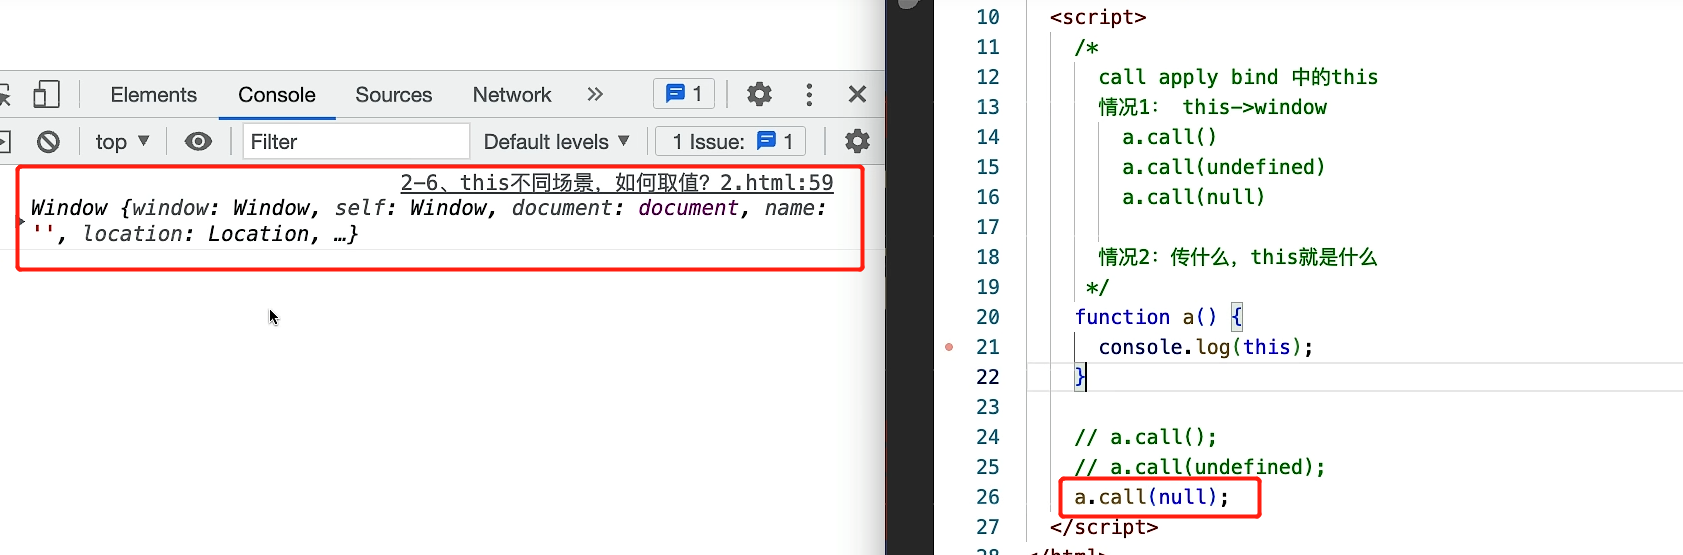 Elements Console Sources Network » 1
top ▼ Filter Default levels ▼ 1 Issue: 1
2-6、this不同场景，如何取值？2.html:59
Window {window: Window, self: Window, document: document, name:
'', location: Location, …}
10 <script>
11 /*
12 call apply bind 中的this
13 情况1： this->window
14 a.call()
15 a.call(undefined)
16 a.call(null)
17
18 情况2：传什么，this就是什么
19 */
20 function a() {
21 console.log(this);
22 }
23
24 // a.call();
25 // a.call(undefined);
26 a.call(null);
27 </script>
28 </html>